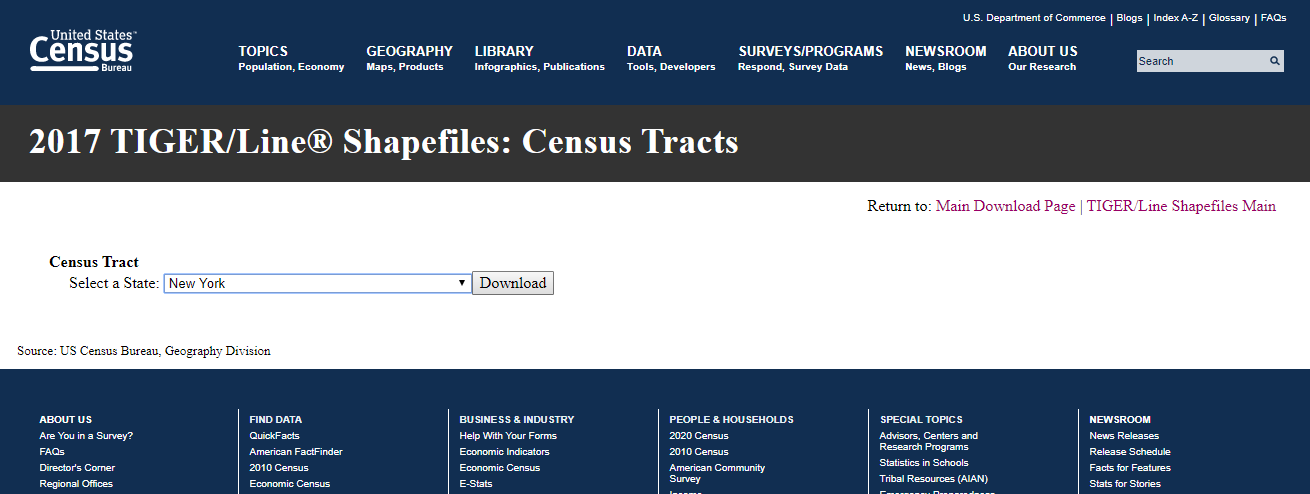 U.S. Department of Commerce | Blogs | Index A-Z | Glossary | FAQs
United States™
Census
Bureau
TOPICS
Population, Economy
GEOGRAPHY
Maps, Products
LIBRARY
Infographics, Publications
DATA
Tools, Developers
SURVEYS/PROGRAMS
Respond, Survey Data
NEWSROOM
News, Blogs
ABOUT US
Our Research
Search
2017 TIGER/Line® Shapefiles: Census Tracts
Return to: Main Download Page | TIGER/Line Shapefiles Main
Census Tract
Select a State: New York Download
Source: US Census Bureau, Geography Division
ABOUT US
Are You in a Survey?
FAQs
Director's Corner
Regional Offices
FIND DATA
QuickFacts
American FactFinder
2010 Census
Economic Census
BUSINESS & INDUSTRY
Help With Your Forms
Economic Indicators
Economic Census
E-Stats
PEOPLE & HOUSEHOLDS
2020 Census
2010 Census
American Community
Survey
Income
SPECIAL TOPICS
Advisors, Centers and
Research Programs
Statistics in Schools
Tribal Resources (AIAN)
Emergency Preparedness
NEWSROOM
News Releases
Release Schedule
Facts for Features
Stats for Stories